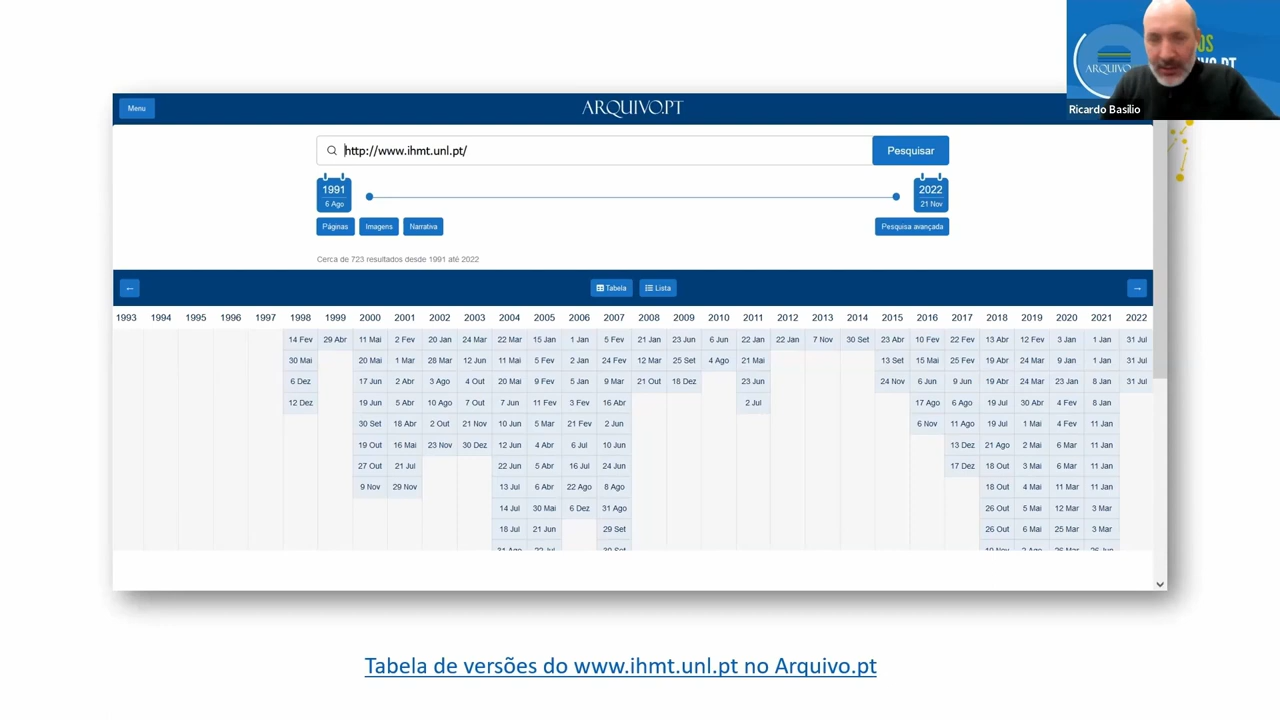 Menu
ARQUIVO.PT
http://www.ihmt.unl.pt/
Pesquisar
1991
6 Ago
2022
21 Nov
Páginas Imagens Narrativa
Pesquisa avançada
Cerca de 723 resultados desde 1991 até 2022
← Tabela Lista →
1993 1994 1995 1996 1997 1998 1999 2000 2001 2002 2003 2004 2005 2006 2007 2008 2009 2010 2011 2012 2013 2014 2015 2016 2017 2018 2019 2020 2021 2022
14 Fev 29 Abr 11 Mai 2 Fev 20 Jan 24 Mar 22 Mar 15 Jan 1 Jan 5 Fev 21 Jan 23 Jun 6 Jun 22 Jan 22 Jan 7 Nov 30 Set 23 Abr 10 Fev 22 Fev 13 Abr 12 Fev 3 Jan 1 Jan 31 Jul
30 Mai 20 Mai 1 Mar 28 Mar 12 Jun 11 Mai 5 Fev 2 Jan 24 Fev 12 Mar 25 Set 4 Ago 21 Mai 13 Set 15 Mai 25 Fev 19 Abr 24 Mar 9 Jan 1 Jan 31 Jul
6 Dez 17 Jun 2 Abr 3 Ago 4 Out 20 Mai 9 Fev 5 Jan 9 Mar 21 Out 18 Dez 23 Jun 24 Nov 6 Jun 9 Jun 19 Abr 24 Mar 23 Jan 8 Jan 31 Jul
12 Dez 19 Jun 5 Abr 10 Ago 7 Out 7 Jun 11 Fev 3 Fev 16 Abr 2 Jul 17 Ago 6 Ago 19 Jul 30 Abr 4 Fev 8 Jan
30 Set 18 Abr 2 Out 21 Nov 10 Jun 5 Mar 21 Fev 2 Jun 6 Nov 11 Ago 19 Jul 1 Mai 4 Fev 11 Jan
19 Out 16 Mai 23 Nov 30 Dez 12 Jun 4 Abr 6 Jul 10 Jun 13 Dez 21 Ago 2 Mai 6 Mar 11 Jan
27 Out 21 Jul 22 Jun 5 Abr 16 Jul 24 Jun 17 Dez 18 Out 3 Mai 6 Mar 11 Jan
9 Nov 29 Nov 13 Jul 6 Abr 22 Ago 8 Ago 18 Out 4 Mai 11 Mar 11 Jan
14 Jul 30 Mai 6 Dez 31 Ago 26 Out 5 Mai 12 Mar 3 Mar
18 Jul 21 Jun 29 Set 26 Out 6 Mai 25 Mar 3 Mar
Tabela de versões do www.ihmt.unl.pt no Arquivo.pt
ARQUIVO
Ricardo Basílio